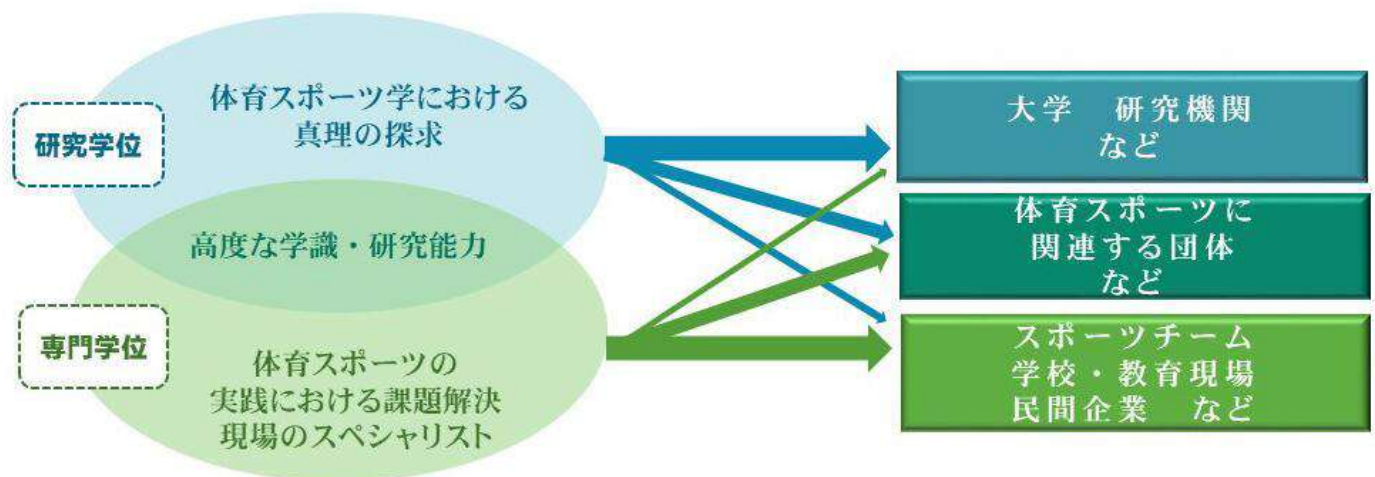 研究学位
体育スポーツ学における
真理の探求
高度な学識・研究能力
専門学位
体育スポーツの
実践における課題解決
現場のスペシャリスト
大学　研究機関
など
体育スポーツに
関連する団体
など
スポーツチーム
学校・教育現場
民間企業　など